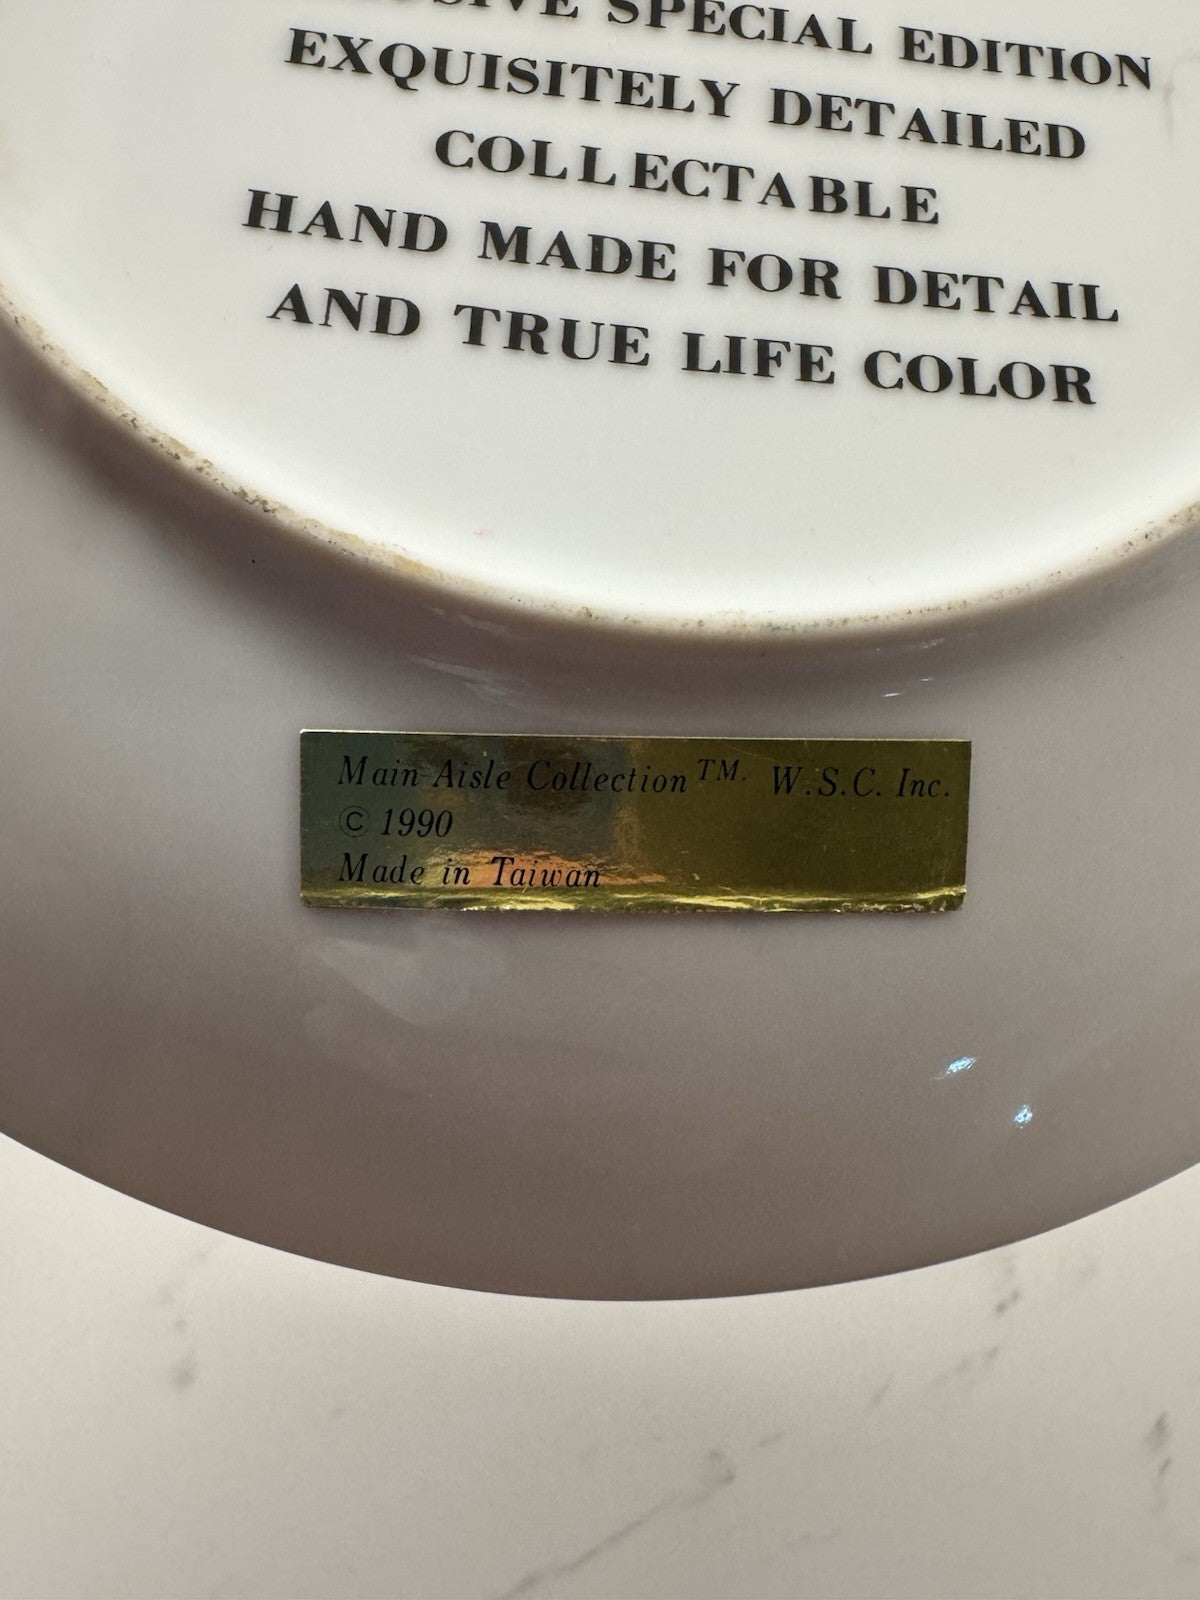 SPECIAL EDITION
EXQUISITELY DETAILED
COLLECTABLE
HAND MADE FOR DETAIL
AND TRUE LIFE COLOR
Main Aisle Collection TM. W.S.C. Inc.
© 1990
Made in Taiwan